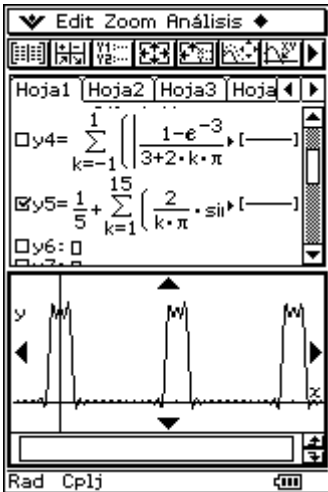 Edit Zoom Análisis
Hoja1 Hoja2 Hoja3 Hoja
y4= 1 ∑ k=-1 ( | 1-e^-3 / 3+2·k·π [——]
y5= 1/5 + 15 ∑ k=1 ( 2 / k·π · sii [——]
y6:
y
x
Rad Cplj